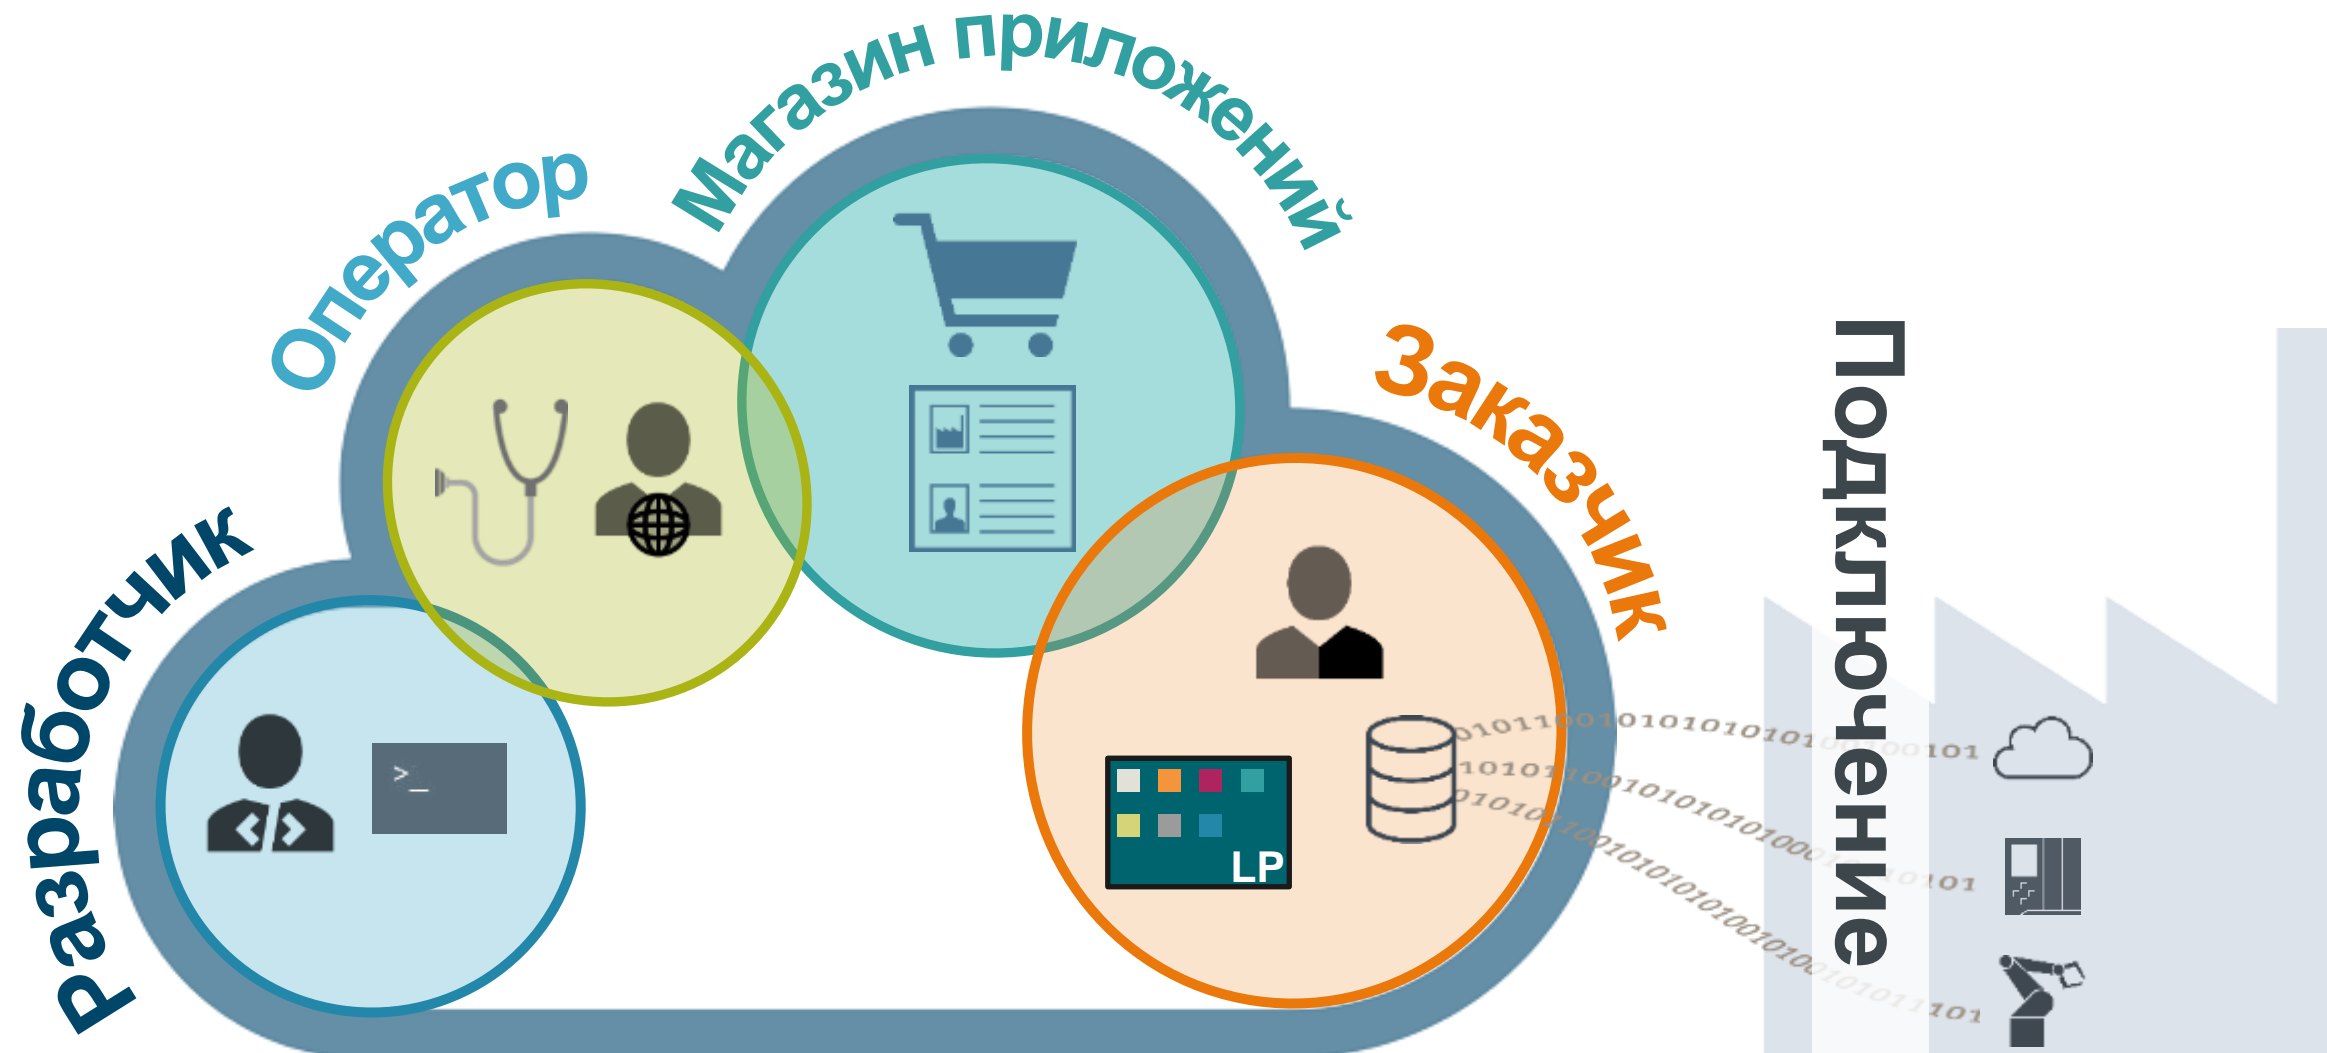 Разработчик
Оператор
Магазин приложений
Заказчик
Подключение
>_
LP